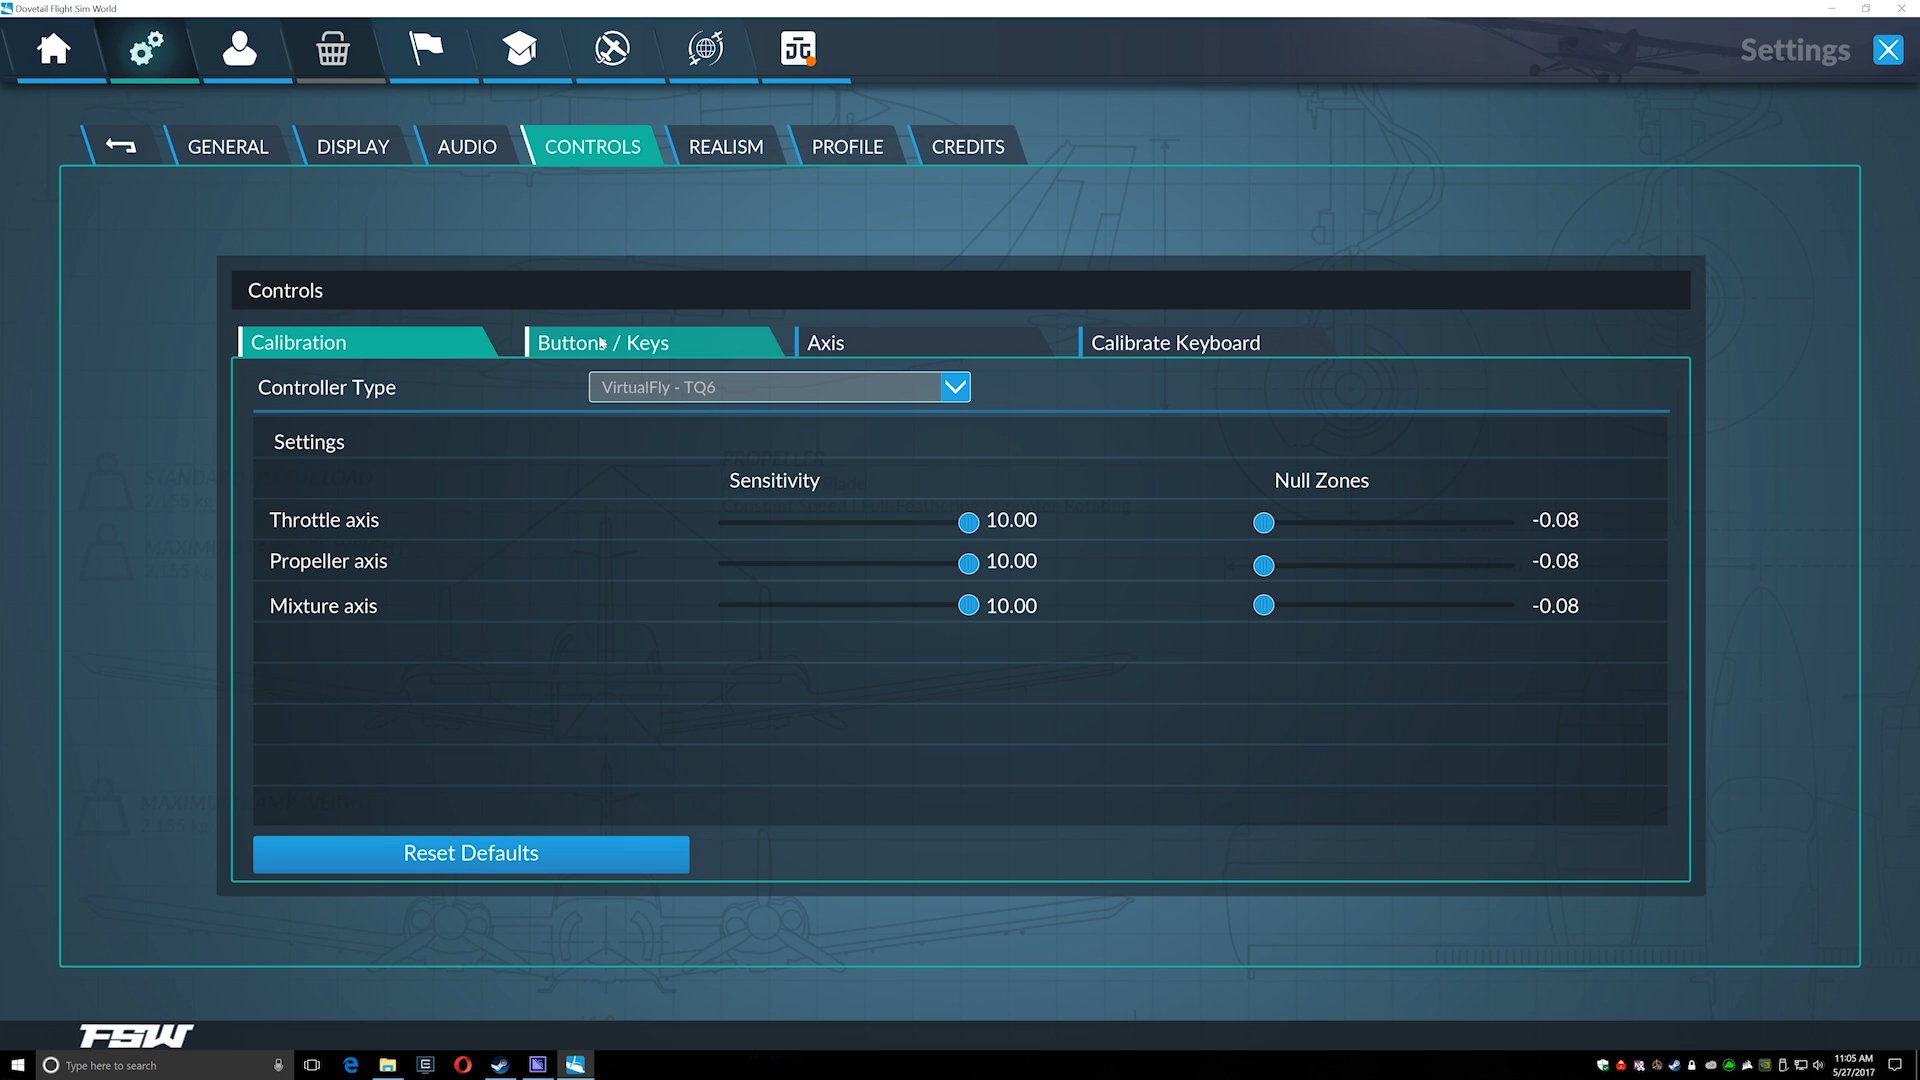 Dovetail Flight Sim World
Settings
GENERAL
DISPLAY
AUDIO
CONTROLS
REALISM
PROFILE
CREDITS
Controls
Calibration
Buttons / Keys
Axis
Calibrate Keyboard
Controller Type
VirtualFly - TQ6
Settings
PROPELLER
Sensitivity
Null Zones
Throttle axis
10.00
-0.08
Propeller axis
10.00
-0.08
Mixture axis
10.00
-0.08
Reset Defaults
FSW
Type here to search
11:05 AM
5/27/2017